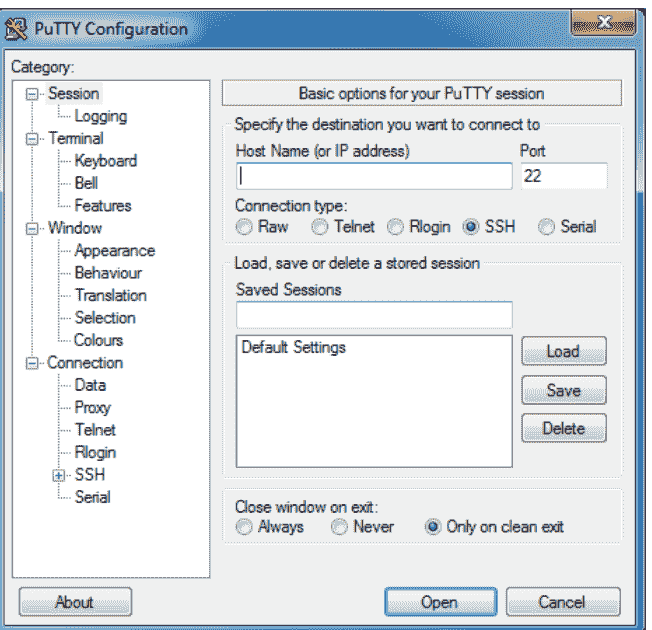 PuTTY Configuration
Category:
Session
Logging
Terminal
Keyboard
Bell
Features
Window
Appearance
Behaviour
Translation
Selection
Colours
Connection
Data
Proxy
Telnet
Rlogin
SSH
Serial
Basic options for your PuTTY session
Specify the destination you want to connect to
Host Name (or IP address) Port
22
Connection type:
Raw Telnet Rlogin SSH Serial
Load, save or delete a stored session
Saved Sessions
Default Settings
Load
Save
Delete
Close window on exit:
Always Never Only on clean exit
About Open Cancel